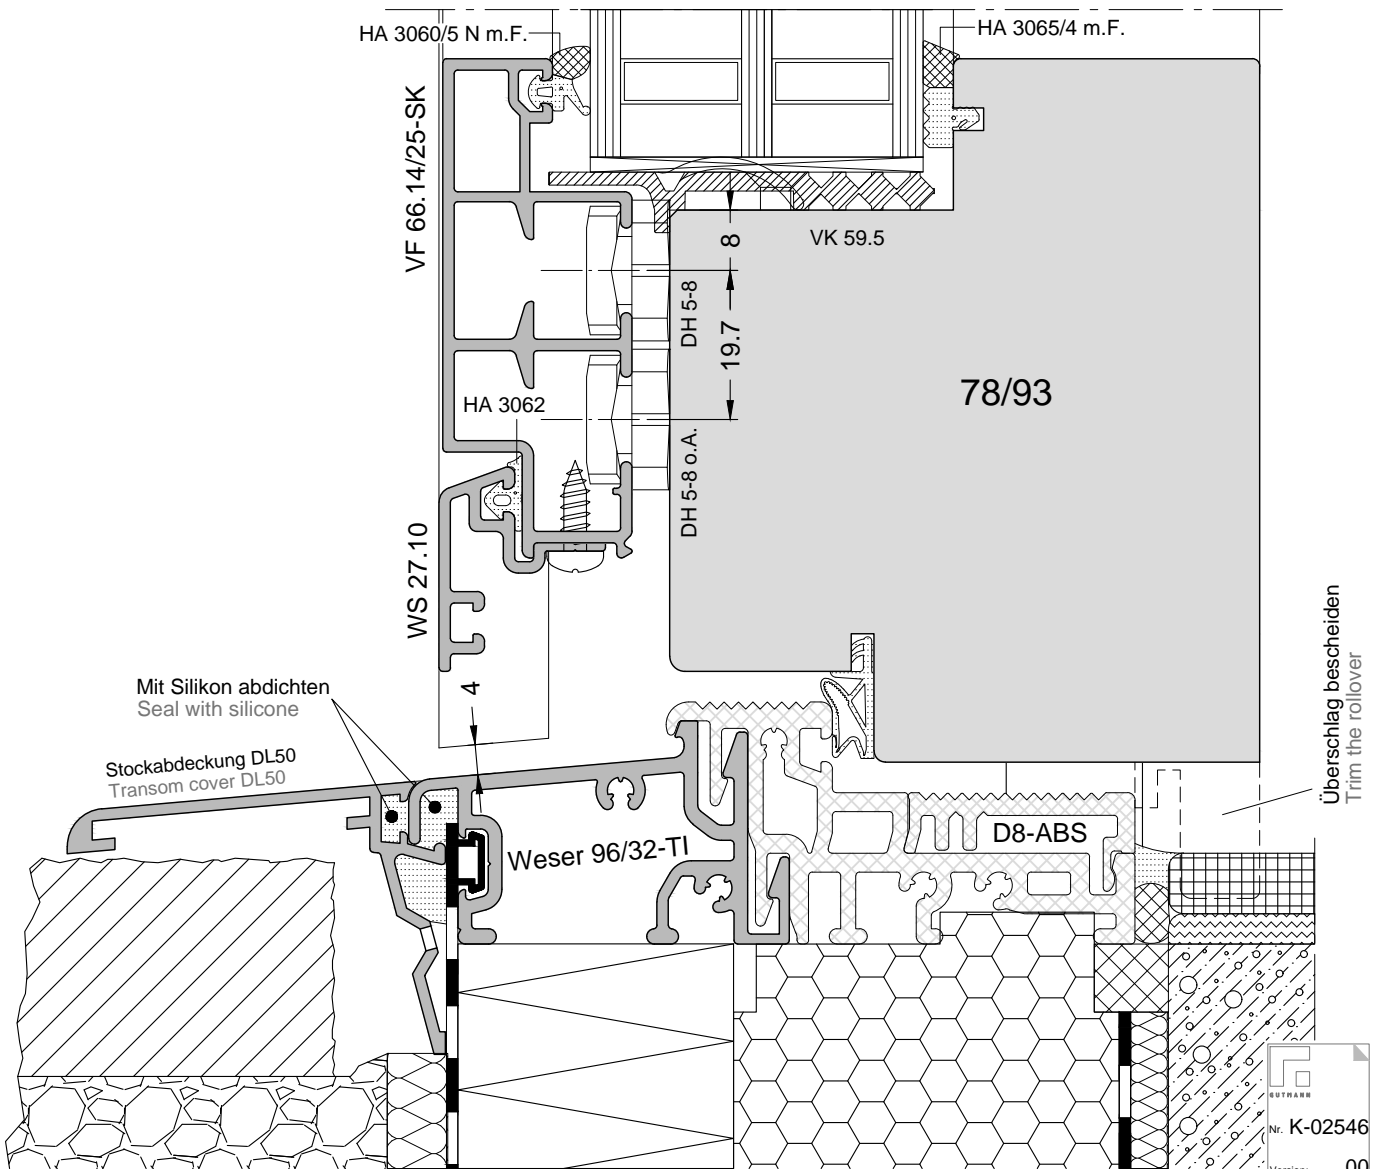 HA 3060/5 N m.F.
HA 3065/4 m.F.
VF 66.14/25-SK
VK 59.5
8
DH 5-8
19.7
78/93
HA 3062
DH 5-8 o.A.
WS 27.10
4
Mit Silikon abdichten
Seal with silicone
Stockabdeckung DL50
Transom cover DL50
Überschlag bescheiden
Trim the rollover
Weser 96/32-TI
D8-ABS
GUTMANN
Nr. K-02546
00